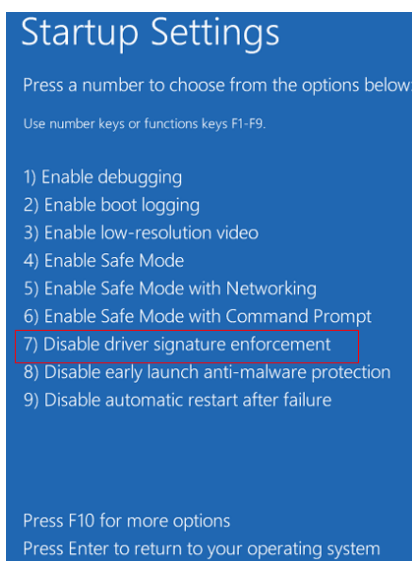 Startup Settings
Press a number to choose from the options below:
Use number keys or functions keys F1-F9.
1) Enable debugging
2) Enable boot logging
3) Enable low-resolution video
4) Enable Safe Mode
5) Enable Safe Mode with Networking
6) Enable Safe Mode with Command Prompt
7) Disable driver signature enforcement
8) Disable early launch anti-malware protection
9) Disable automatic restart after failure
Press F10 for more options
Press Enter to return to your operating system